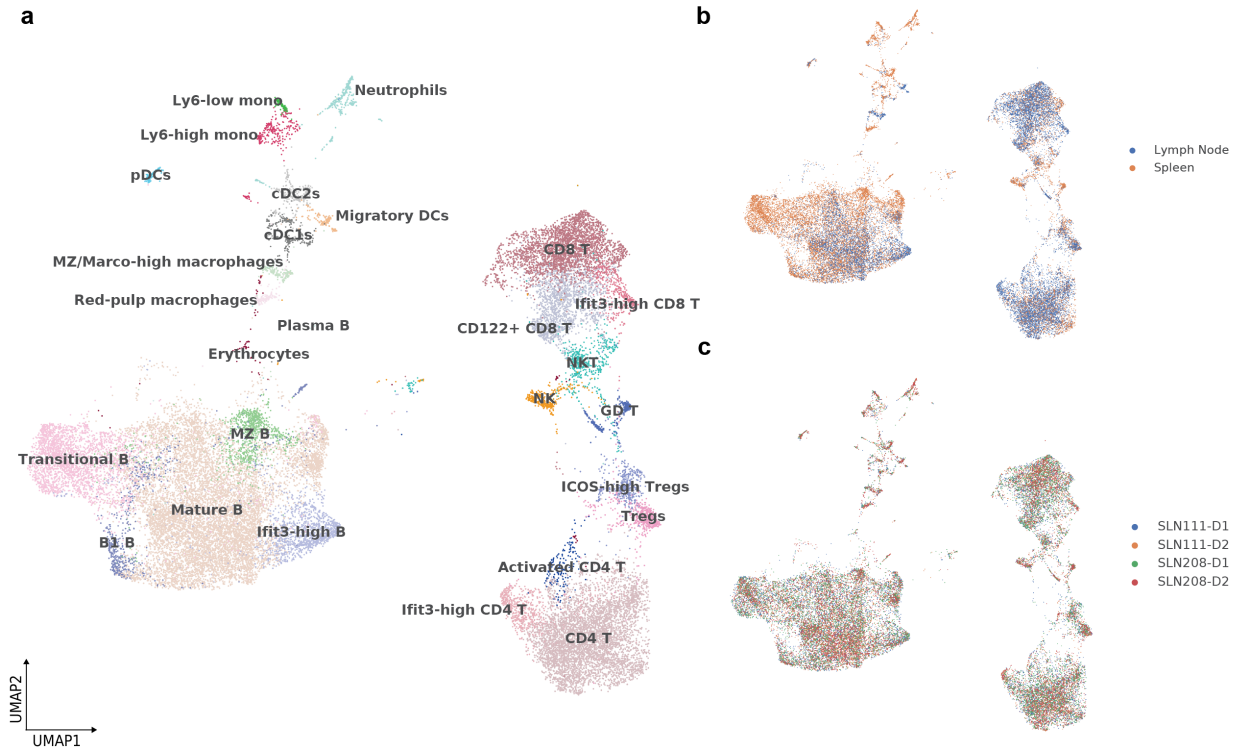 a
Neutrophils
Ly6-low mono
Ly6-high mono
pDCs
cDC2s
Migratory DCs
cDC1s
MZ/Marco-high macrophages
Red-pulp macrophages
Plasma B
Erythrocytes
MZ B
Transitional B
Mature B
Ifit3-high B
B1 B
CD8 T
Ifit3-high CD8 T
CD122+ CD8 T
NKT
NK
GD T
ICOS-high Tregs
Tregs
Activated CD4 T
Ifit3-high CD4 T
CD4 T
UMAP2
UMAP1
b
Lymph Node
Spleen
c
SLN111-D1
SLN111-D2
SLN208-D1
SLN208-D2